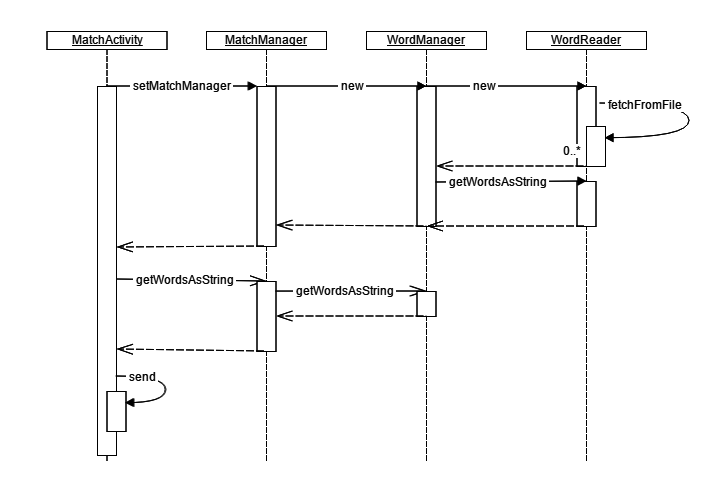 MatchActivity
MatchManager
WordManager
WordReader
setMatchManager
new
new
fetchFromFile
0..*
getWordsAsString
getWordsAsString
getWordsAsString
send